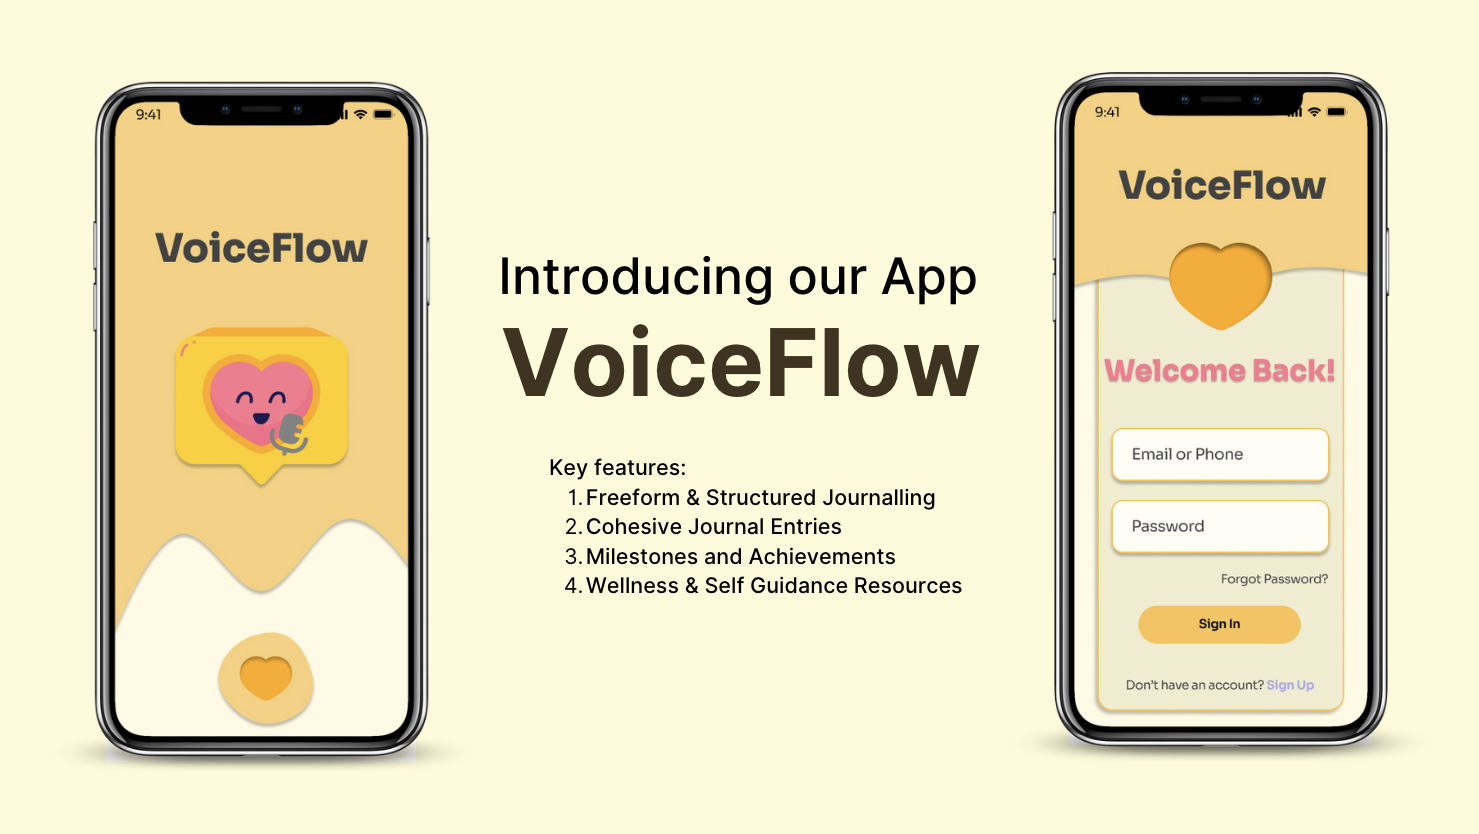 9:41
VoiceFlow
Introducing our App
VoiceFlow
Key features:
1. Freeform & Structured Journalling
2. Cohesive Journal Entries
3. Milestones and Achievements
4. Wellness & Self Guidance Resources
9:41
VoiceFlow
Welcome Back!
Email or Phone
Password
Forgot Password?
Sign In
Don't have an account? Sign Up